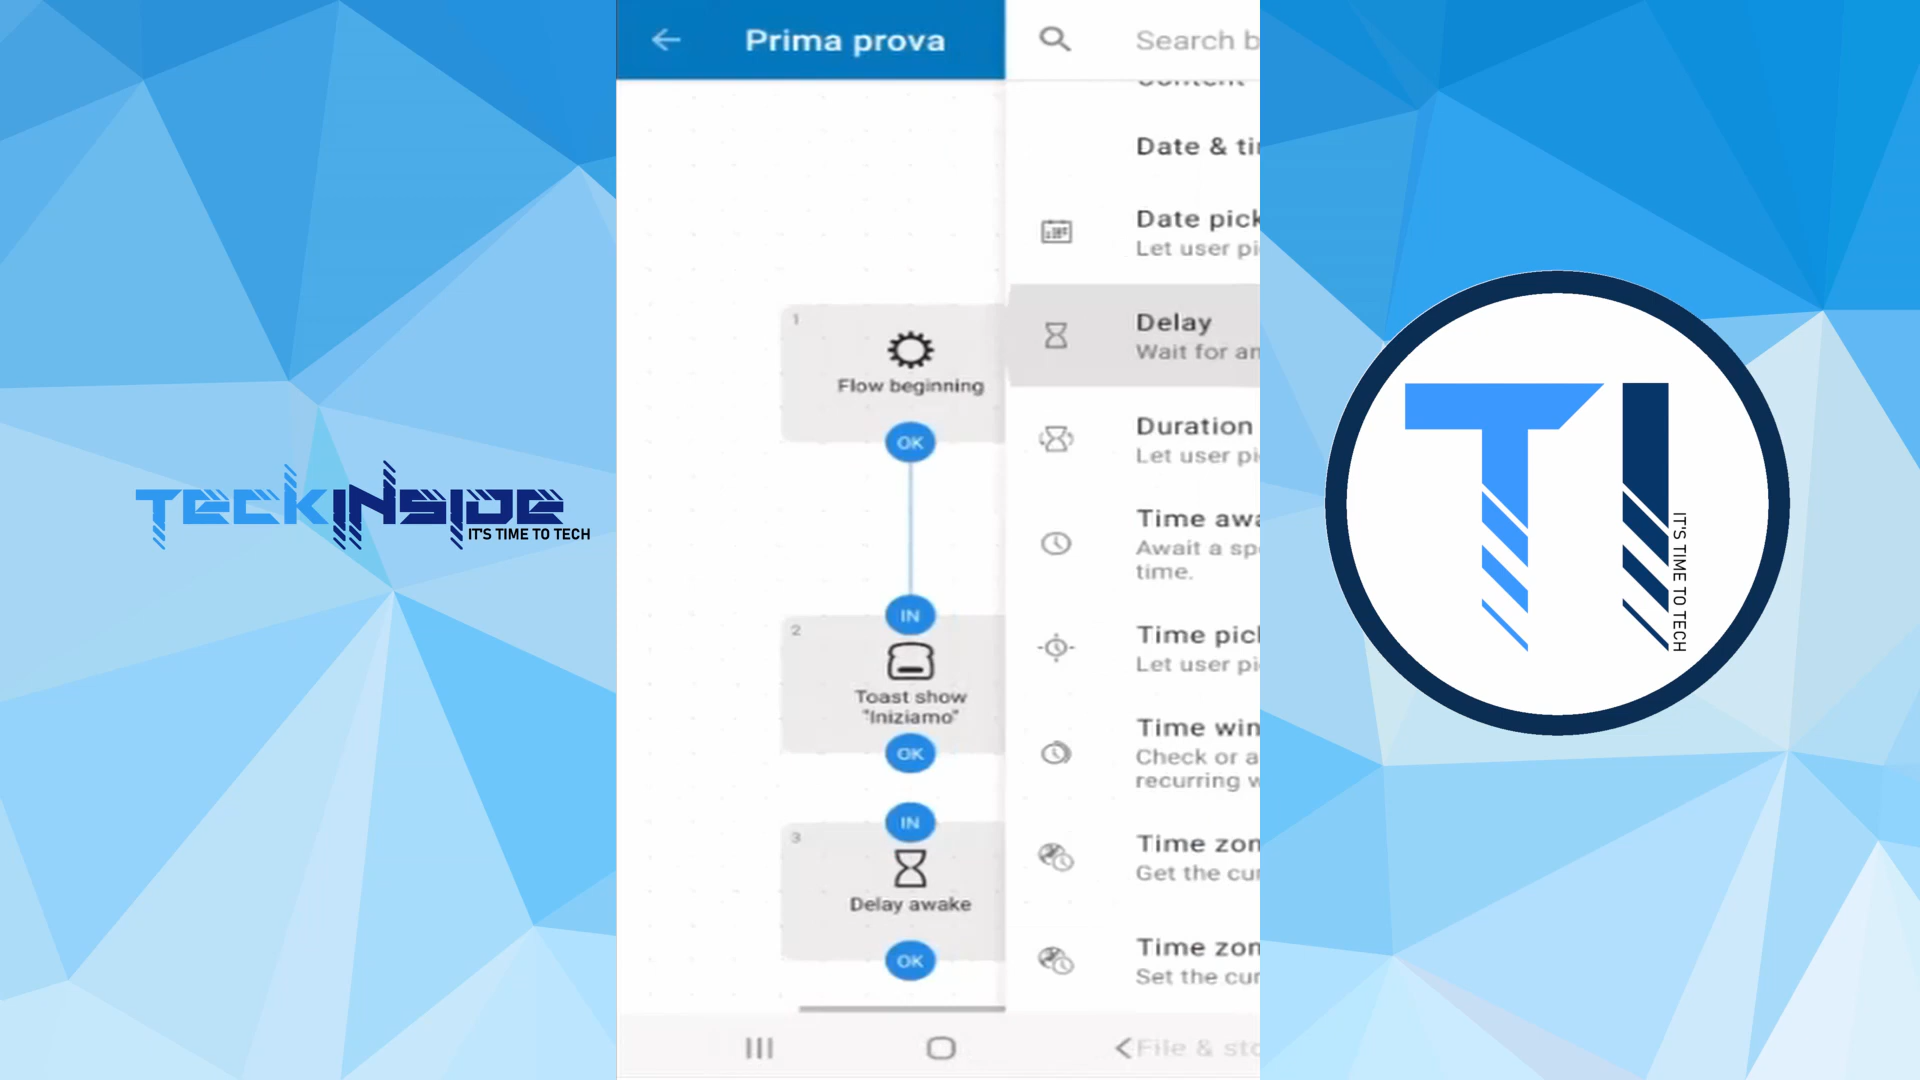 Prima prova
Search b
Content
Date & ti
Date pick
Let user pi
Delay
Wait for an
Duration
Let user pi
Time awa
Await a sp
time.
Time pic
Let user pi
Time win
Check or a
recurring w
Time zon
Get the cur
Time zon
Set the cur
File & sto
1
Flow beginning
OK
IN
2
Toast show
"Iniziamo"
OK
IN
3
Delay awake
OK
TECKINSIDE
IT'S TIME TO TECH
TI
IT'S TIME TO TECH